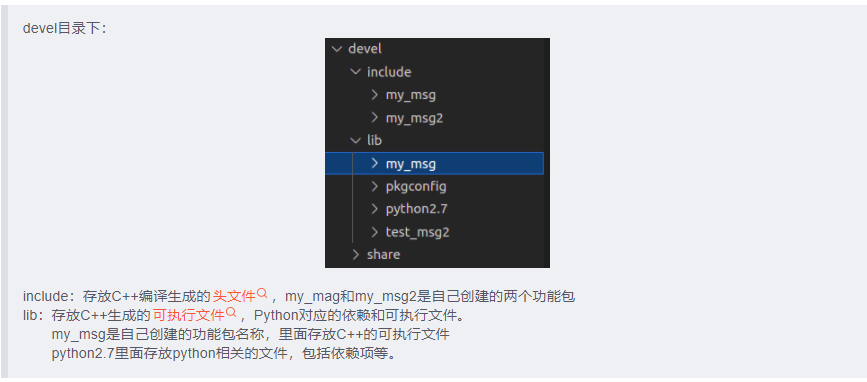 devel目录下：
devel
include
my_msg
my_msg2
lib
my_msg
pkgconfig
python2.7
test_msg2
share
include：存放C++编译生成的头文件，my_mag和my_msg2是自己创建的两个功能包
lib：存放C++生成的可执行文件，Python对应的依赖和可执行文件。
my_msg是自己创建的功能包名称，里面存放C++的可执行文件
python2.7里面存放python相关的文件，包括依赖项等。